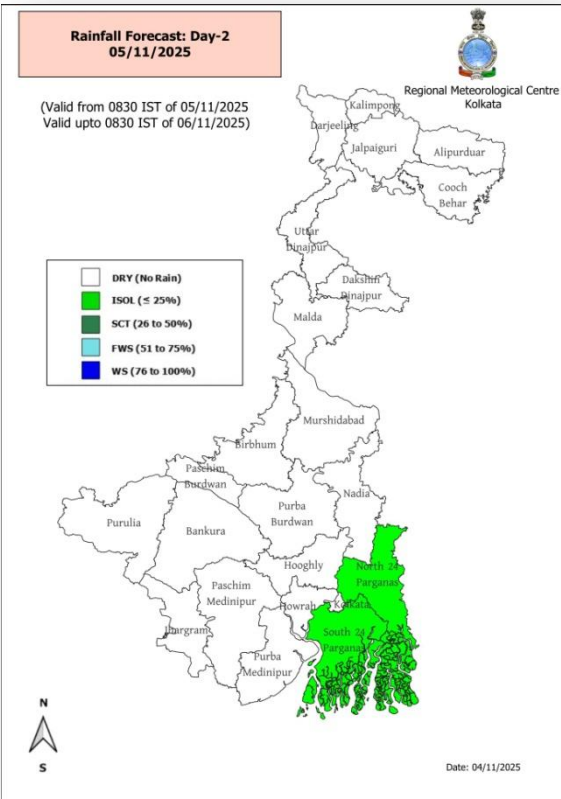 Rainfall Forecast: Day-2
05/11/2025
(Valid from 0830 IST of 05/11/2025
Valid upto 0830 IST of 06/11/2025)
Regional Meteorological Centre
Kolkata
Kalimpong
Darjeeling
Jalpaiguri
Alipurduar
Cooch
Behar
Uttar
Dinajpur
Dakshin
Dinajpur
Malda
DRY (No Rain)
ISOL (≤ 25%)
SCT (26 to 50%)
FWS (51 to 75%)
WS (76 to 100%)
Murshidabad
Birbhum
Paschim
Burdwan
Nadia
Purba
Burdwan
Purulia
Bankura
Hooghly
North 24
Parganas
Paschim
Medinipur
Howrah
Kolkata
Jhargram
South 24
Parganas
Purba
Medinipur
N
S
Date: 04/11/2025